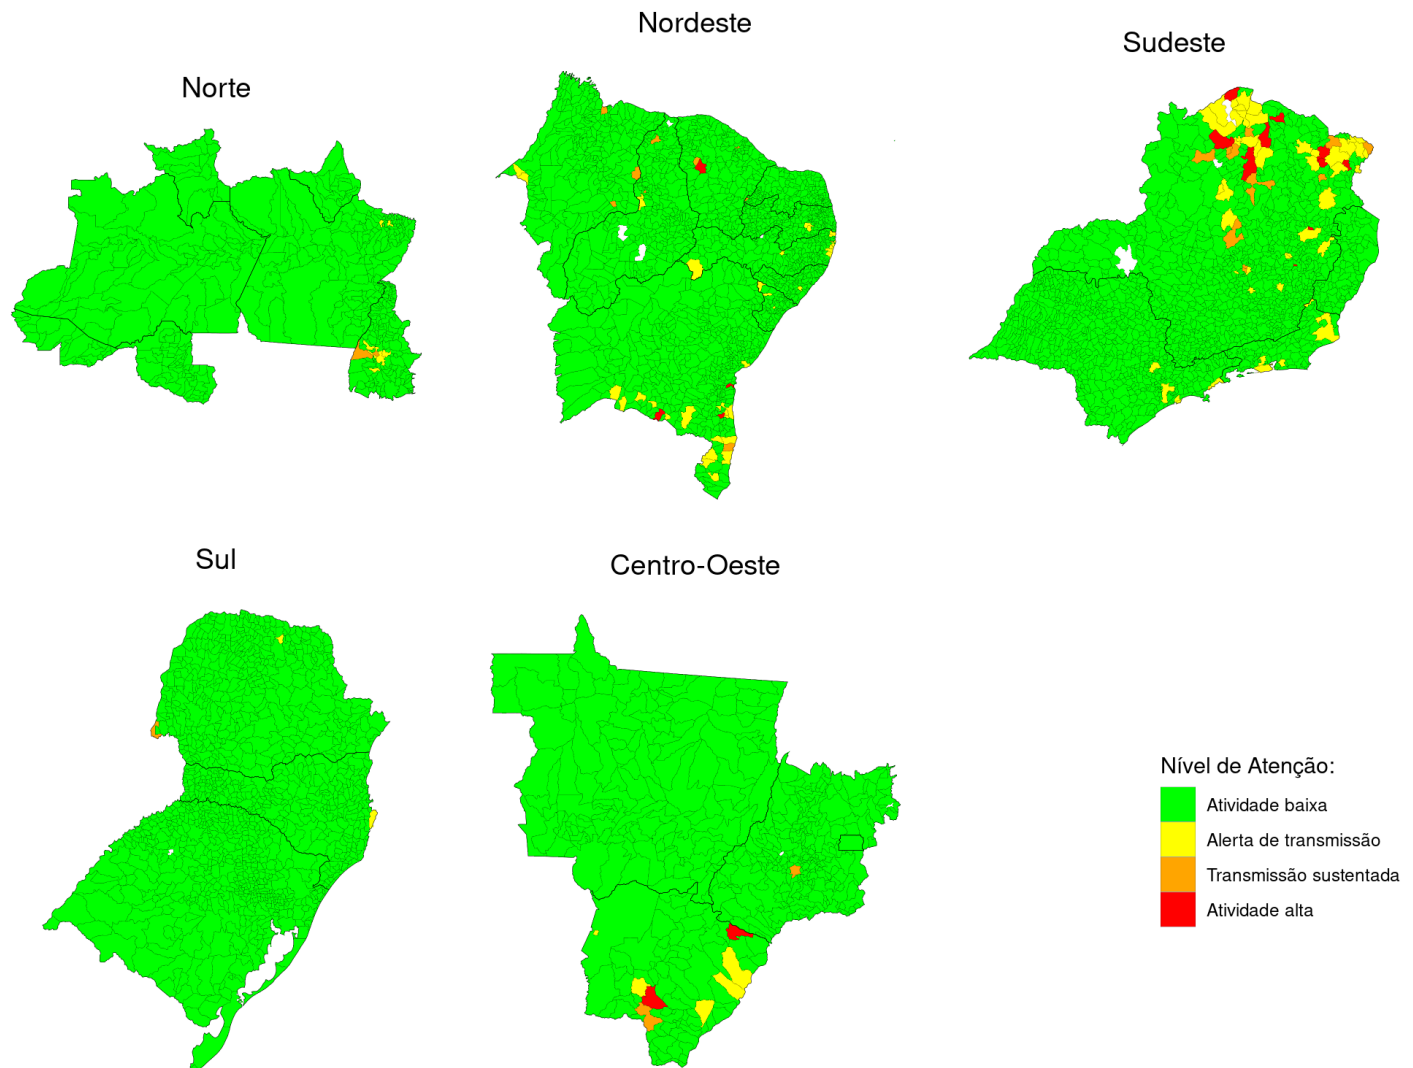 Norte
Nordeste
Sudeste
Sul
Centro-Oeste
Nível de Atenção:
Atividade baixa
Alerta de transmissão
Transmissão sustentada
Atividade alta